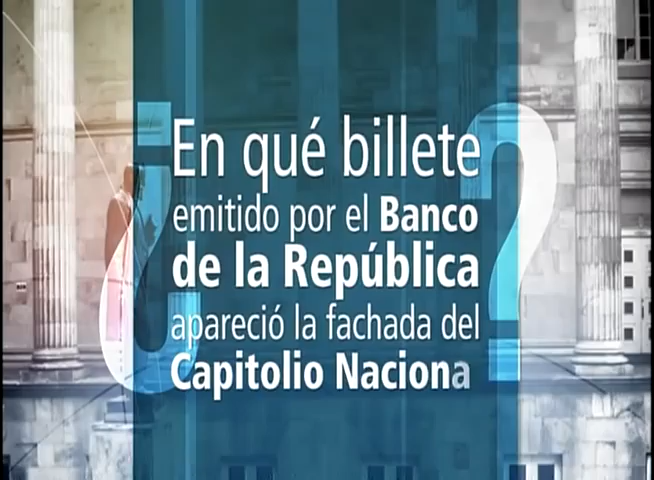 ¿En qué billete
emitido por el Banco
de la República
apareció la fachada del
Capitolio Naciona?